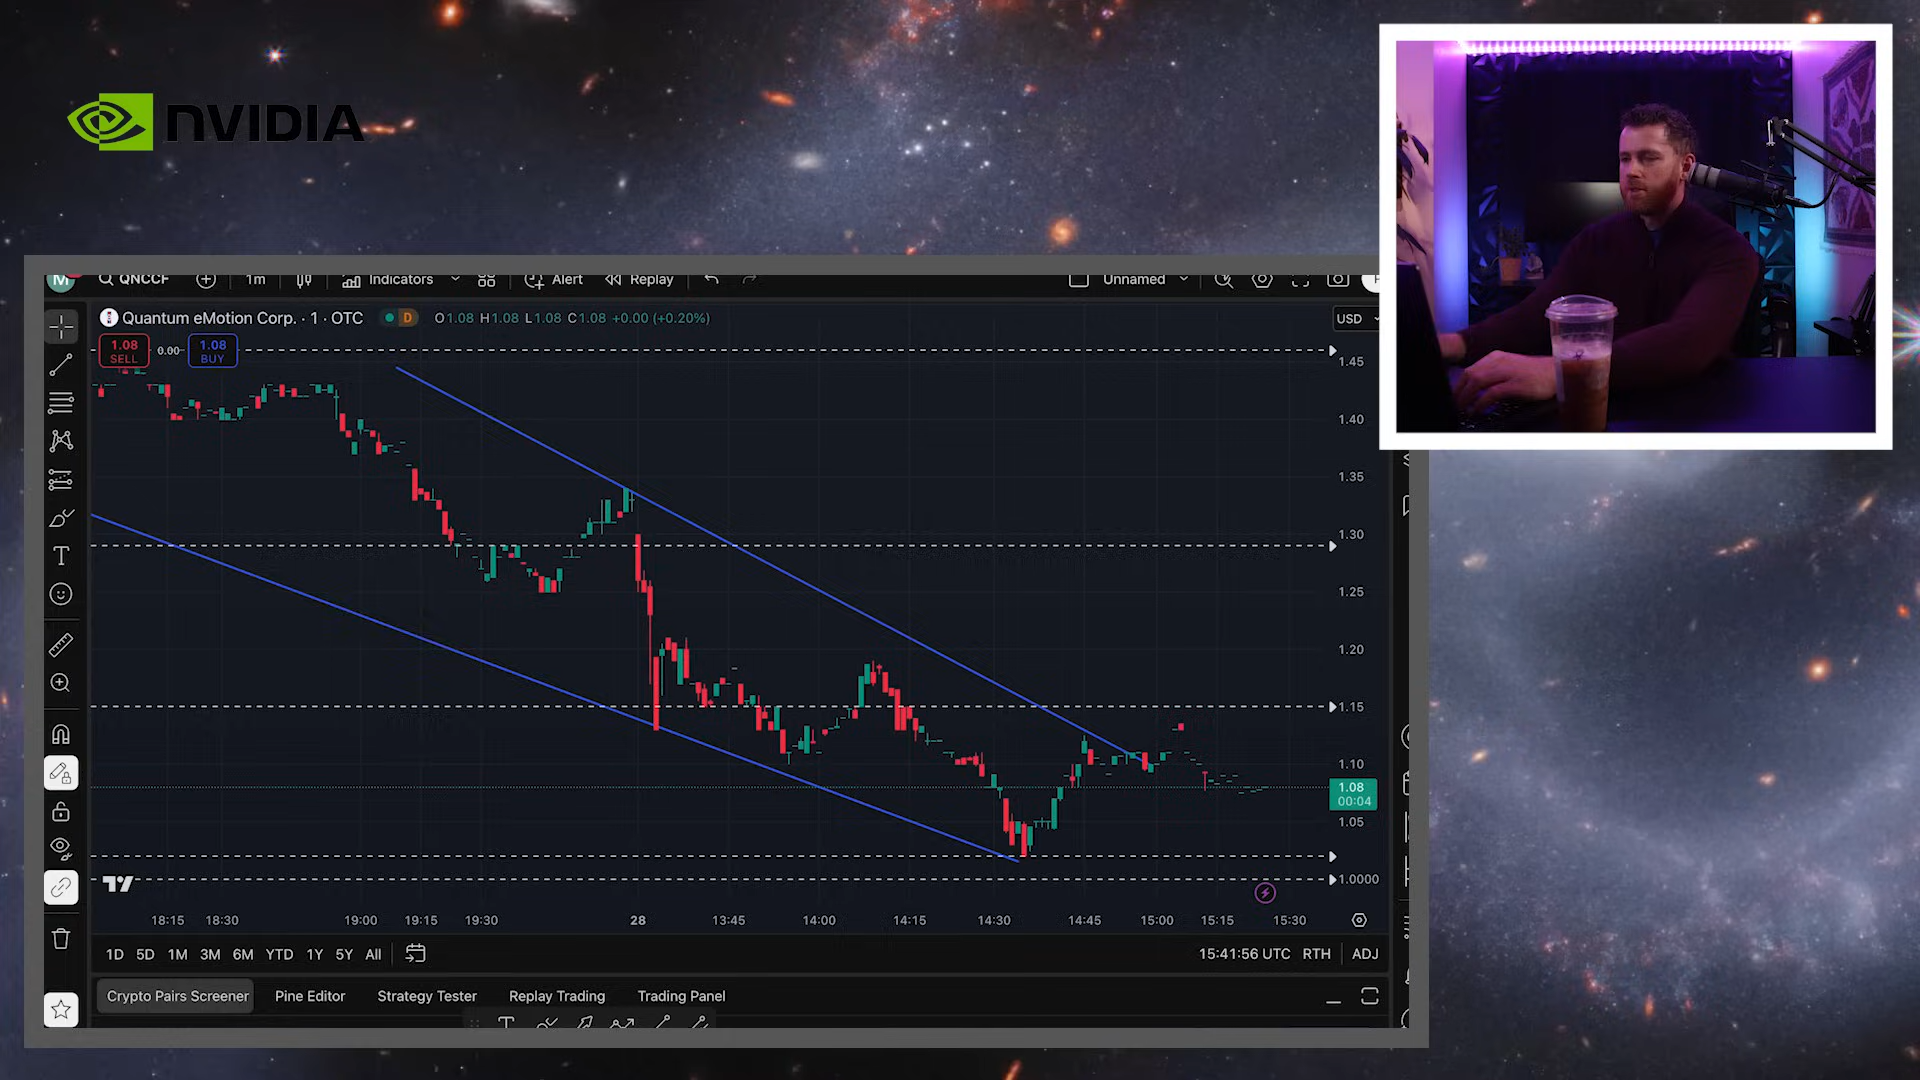 NVIDIA
M QNCCF 1m Indicators Alert Replay Unnamed
Quantum eMotion Corp. · 1 · OTC D O1.08 H1.08 L1.08 C1.08 +0.00 (+0.20%) USD
1.08 SELL 0.00 1.08 BUY
1.45
1.40
1.35
1.30
1.25
1.20
1.15
1.10
1.08
00:04
1.05
1.0000
18:15 18:30 19:00 19:15 19:30 28 13:45 14:00 14:15 14:30 14:45 15:00 15:15 15:30
1D 5D 1M 3M 6M YTD 1Y 5Y All 15:41:56 UTC RTH ADJ
Crypto Pairs Screener Pine Editor Strategy Tester Replay Trading Trading Panel